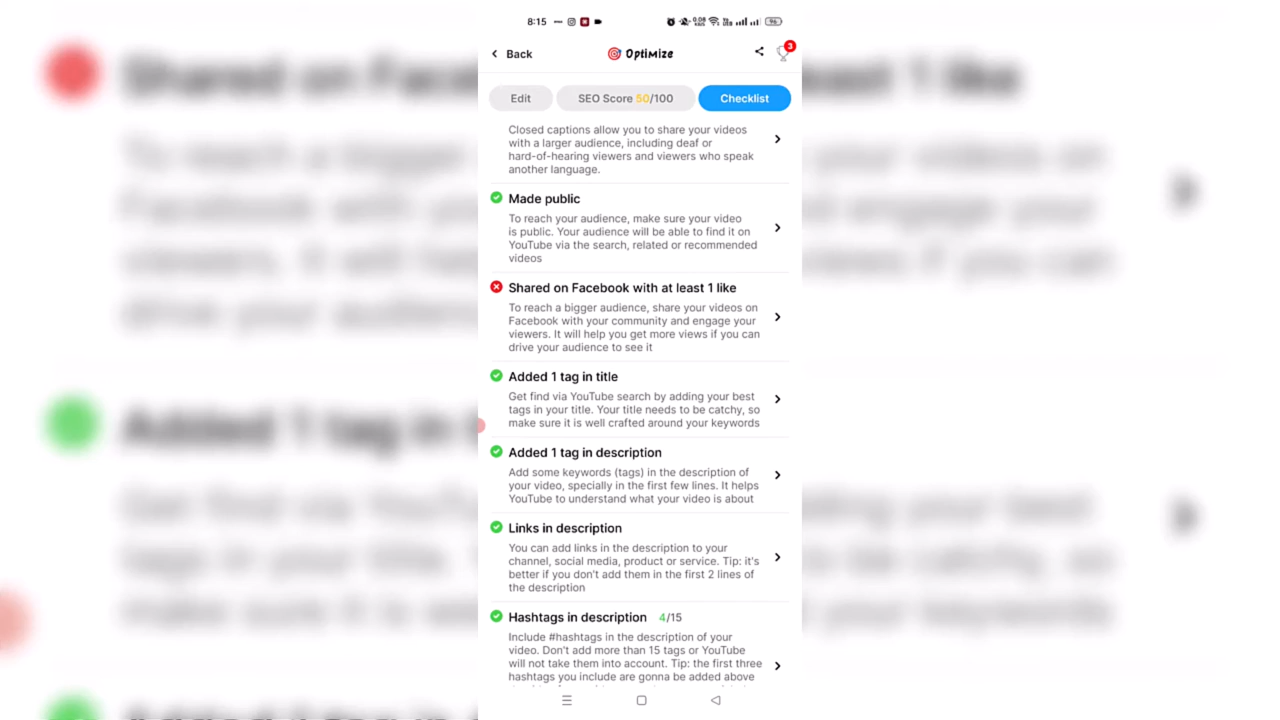 8:15
0.08
96
Back
Optimize
3
Edit
SEO Score 50/100
Checklist
Closed captions allow you to share your videos
with a larger audience, including deaf or
hard-of-hearing viewers and viewers who speak
another language.
Made public
To reach your audience, make sure your video
is public. Your audience will be able to find it on
YouTube via the search, related or recommended
videos
Shared on Facebook with at least 1 like
To reach a bigger audience, share your videos on
Facebook with your community and engage your
viewers. It will help you get more views if you can
drive your audience to see it
Added 1 tag in title
Get find via YouTube search by adding your best
tags in your title. Your title needs to be catchy, so
make sure it is well crafted around your keywords
Added 1 tag in description
Add some keywords (tags) in the description of
your video, specially in the first few lines. It helps
YouTube to understand what your video is about
Links in description
You can add links in the description to your
channel, social media, product or service. Tip: it's
better if you don't add them in the first 2 lines of
the description
Hashtags in description 4/15
Include #hashtags in the description of your
video. Don't add more than 15 tags or YouTube
will not take them into account. Tip: the first three
hashtags you include are gonna be added above